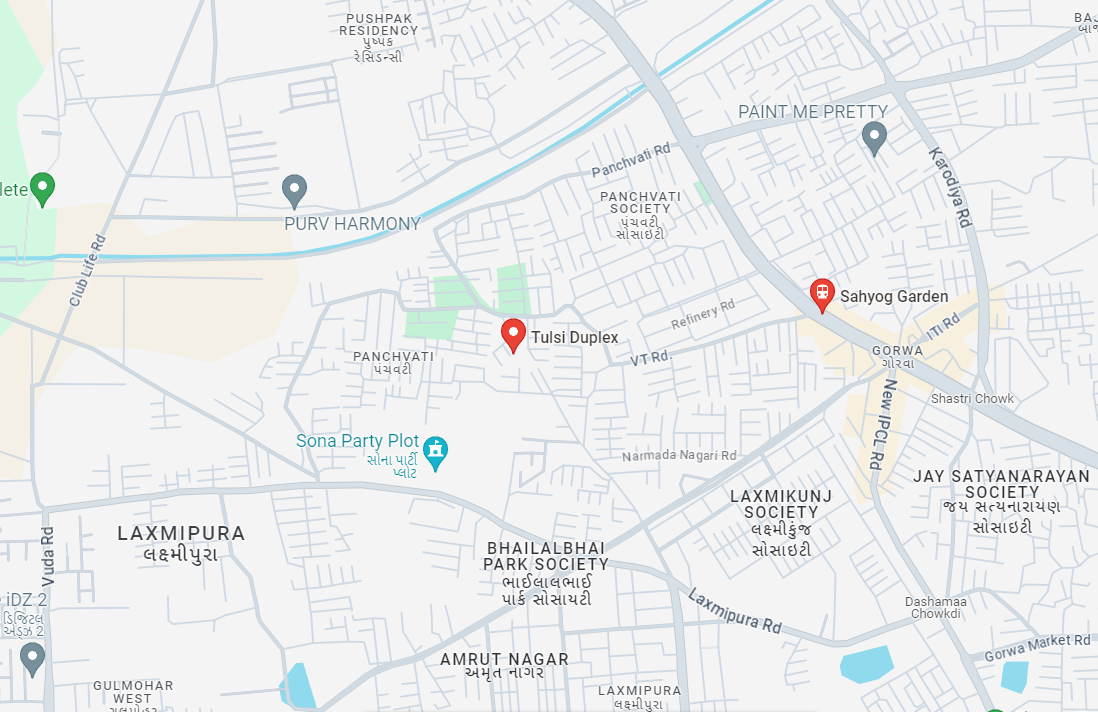 PUSHPAK
RESIDENCY
પુષ્પક
રેસિડન્સી
PAINT ME PRETTY
Panchvati Rd
Karodiya Rd
PANCHVATI
SOCIETY
પંચવટી
સોસાઇટી
lete
PURV HARMONY
Club Life Rd
Sahyog Garden
Refinery Rd
ITI Rd
Tulsi Duplex
VT Rd
GORWA
ગોરવા
PANCHVATI
પંચવટી
Shastri Chowk
New IPCL Rd
Sona Party Plot
સોના પાર્ટી
પ્લોટ
Narmada Nagari Rd
JAY SATYANARAYAN
SOCIETY
જય સત્યનારાયણ
સોસાઇટી
LAXMIKUNJ
SOCIETY
લક્ષ્મીકુંજ
સોસાઇટી
LAXMIPURA
લક્ષ્મીપુરા
Vuda Rd
BHAILALBHAI
PARK SOCIETY
ભાઈલાલભાઈ
પાર્ક સોસાયટી
Laxmipura Rd
Dashamaa
Chowkdi
iDZ 2
ડિજિટલ
Gorwa Market Rd
AMRUT NAGAR
અમૃત નાગર
GULMOHAR
WEST
LAXMIPURA
લક્ષ્મીપુરા